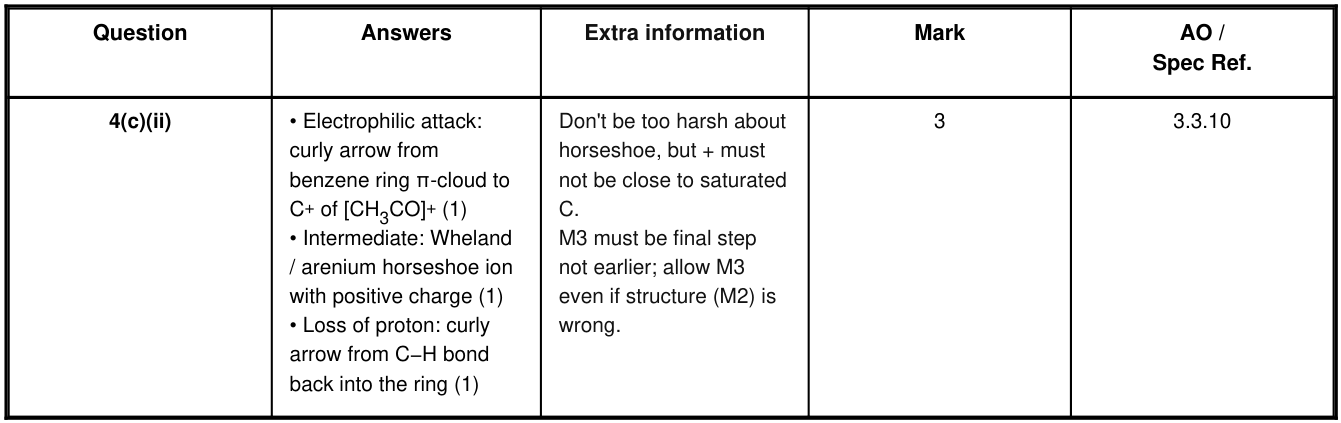 Question Answers Extra information Mark AO /
Spec Ref.
4(c)(ii)
• Electrophilic attack:
curly arrow from
benzene ring π-cloud to
C+ of [CH3CO]+ (1)
• Intermediate: Wheland
/ arenium horseshoe ion
with positive charge (1)
• Loss of proton: curly
arrow from C–H bond
back into the ring (1)
Don't be too harsh about
horseshoe, but + must
not be close to saturated
C.
M3 must be final step
not earlier; allow M3
even if structure (M2) is
wrong.
3
3.3.10